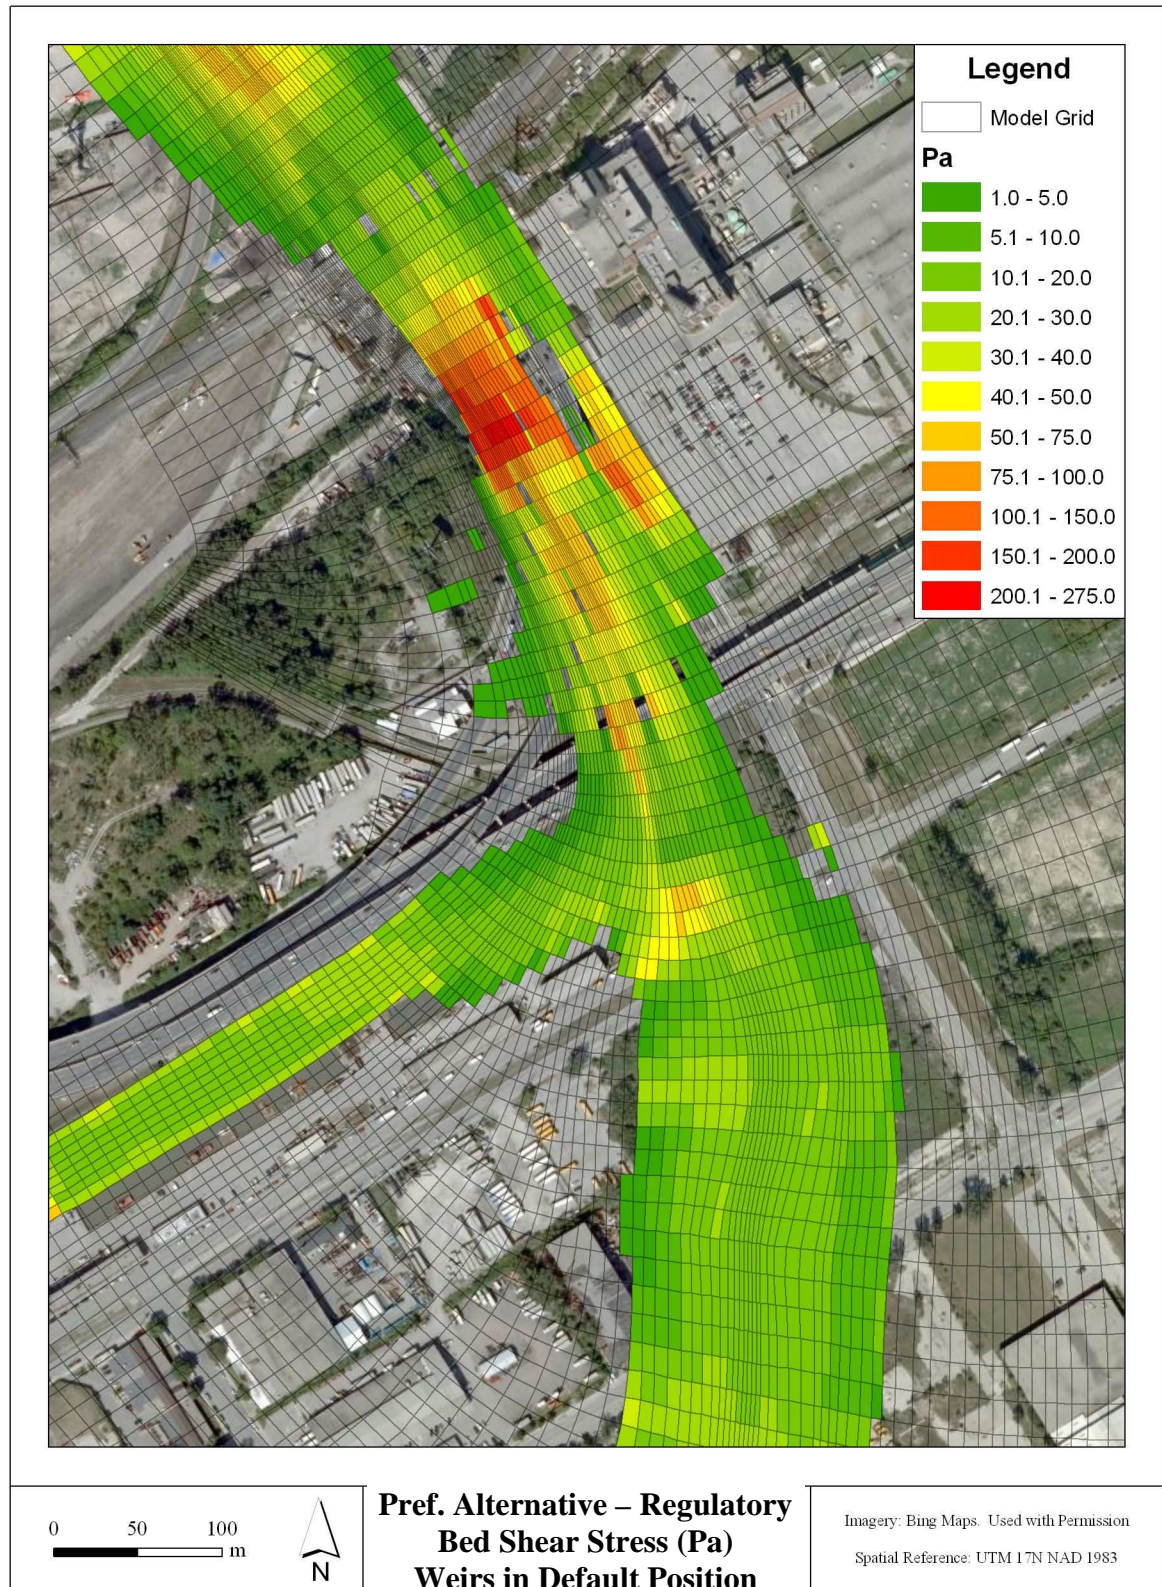 Legend
Model Grid
Pa
1.0 - 5.0
5.1 - 10.0
10.1 - 20.0
20.1 - 30.0
30.1 - 40.0
40.1 - 50.0
50.1 - 75.0
75.1 - 100.0
100.1 - 150.0
150.1 - 200.0
200.1 - 275.0
0 50 100
m
N
Pref. Alternative – Regulatory
Bed Shear Stress (Pa)
Weirs in Default Position
Imagery: Bing Maps. Used with Permission
Spatial Reference: UTM 17N NAD 1983